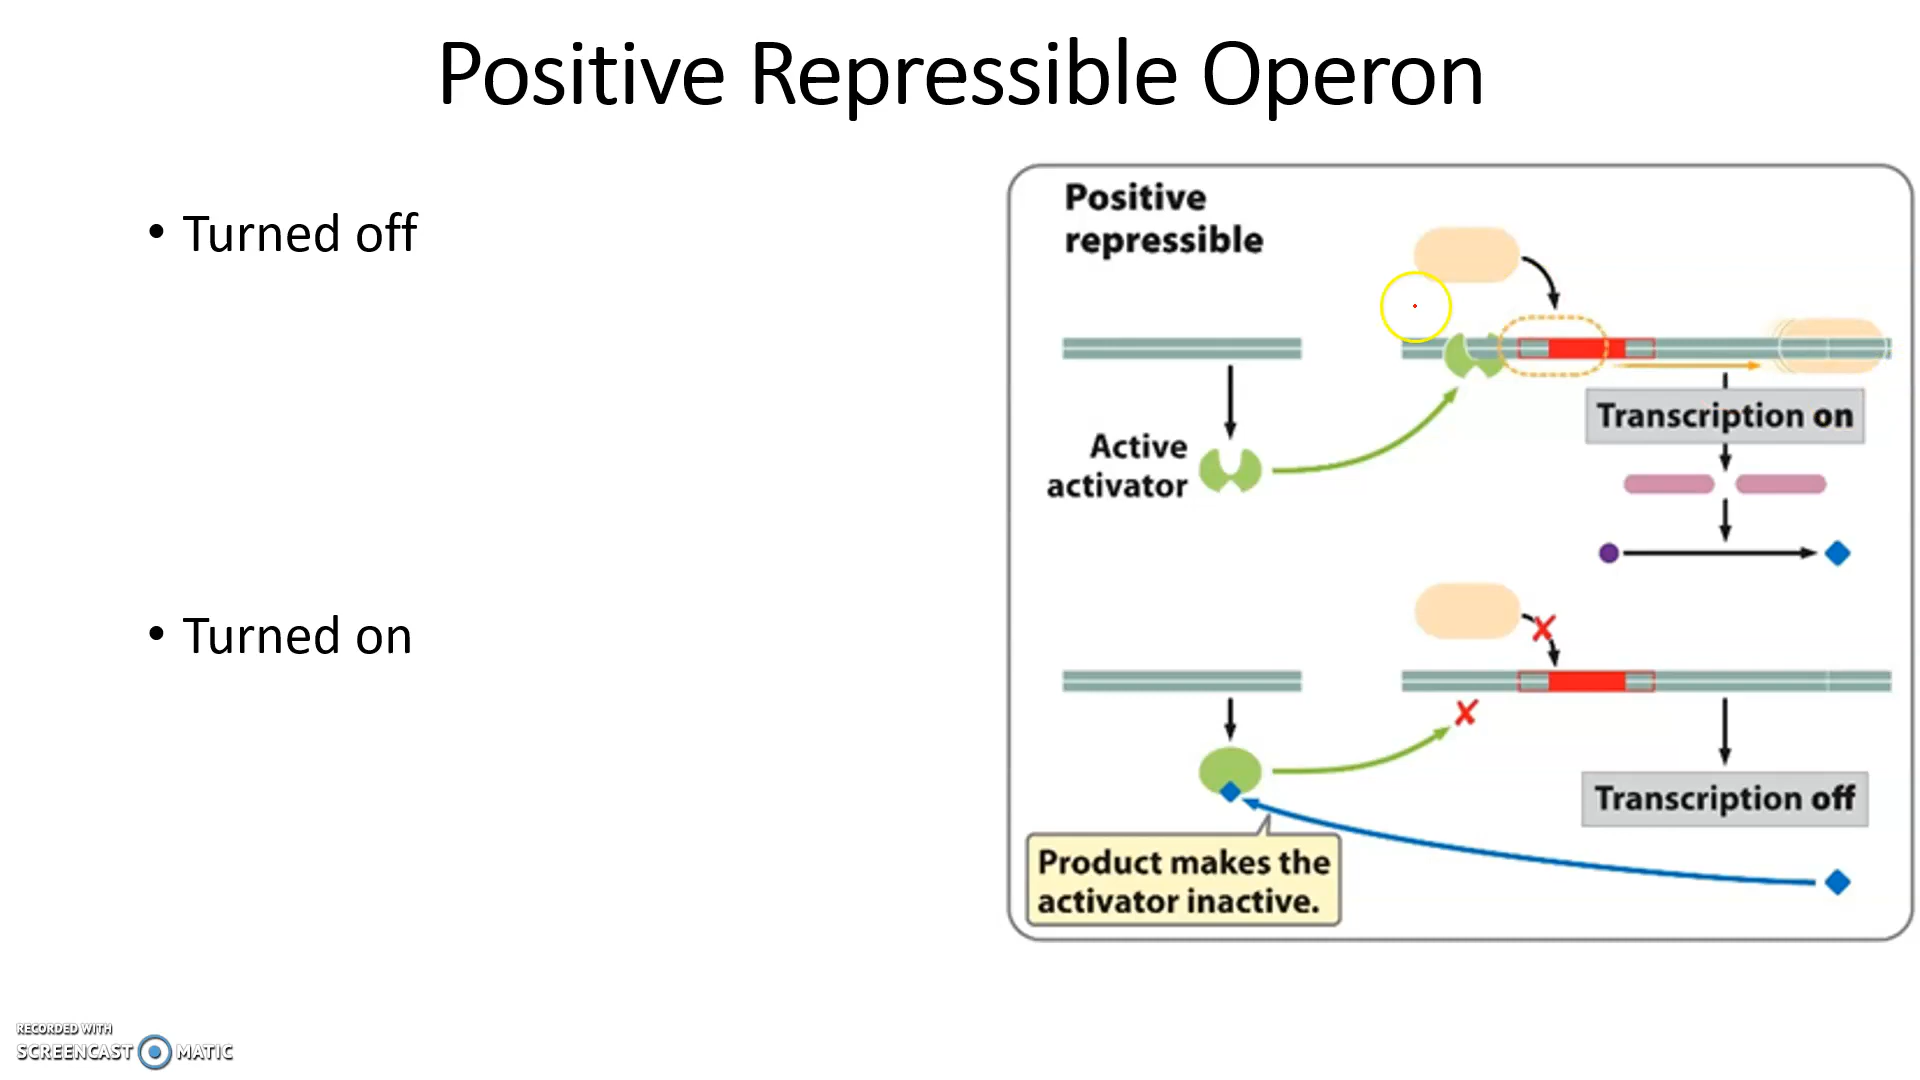 Positive Repressible Operon
• Turned off
• Turned on
Positive
repressible
Transcription on
Active
activator
Transcription off
Product makes the
activator inactive.
RECORDED WITH
SCREENCAST MATIC